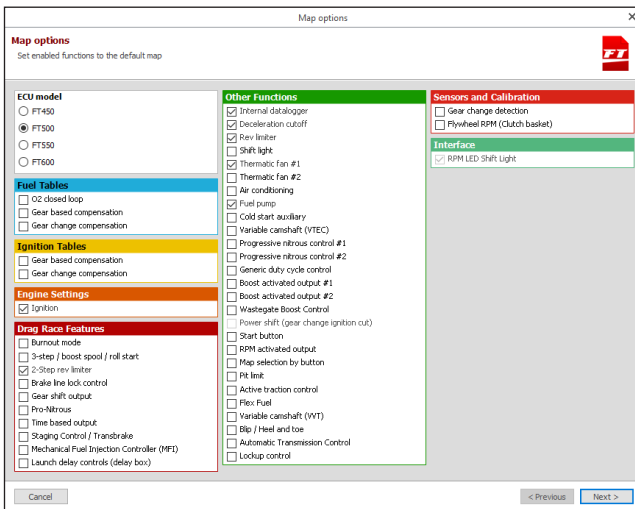 Map options
Map options
Set enabled functions to the default map
FT
ECU model
FT450
FT500
FT550
FT600
Fuel Tables
O2 closed loop
Gear based compensation
Gear change compensation
Ignition Tables
Gear based compensation
Gear change compensation
Engine Settings
Ignition
Drag Race Features
Burnout mode
3-step / boost spool / roll start
2-Step rev limiter
Brake line lock control
Gear shift output
Pro-Nitrous
Time based output
Staging Control / Transbrake
Mechanical Fuel Injection Controller (MFI)
Launch delay controls (delay box)
Other Functions
Internal datalogger
Deceleration cutoff
Rev limiter
Shift light
Thermatic fan #1
Thermatic fan #2
Air conditioning
Fuel pump
Cold start auxiliary
Variable camshaft (VTEC)
Progressive nitrous control #1
Progressive nitrous control #2
Generic duty cycle control
Boost activated output #1
Boost activated output #2
Wastegate Boost Control
Power shift (gear change ignition cut)
Start button
RPM activated output
Map selection by button
Pit limit
Active traction control
Flex Fuel
Variable camshaft (VVT)
Blip / Heel and toe
Automatic Transmission Control
Lockup control
Sensors and Calibration
Gear change detection
Flywheel RPM (Clutch basket)
Interface
RPM LED Shift Light
Cancel
< Previous
Next >